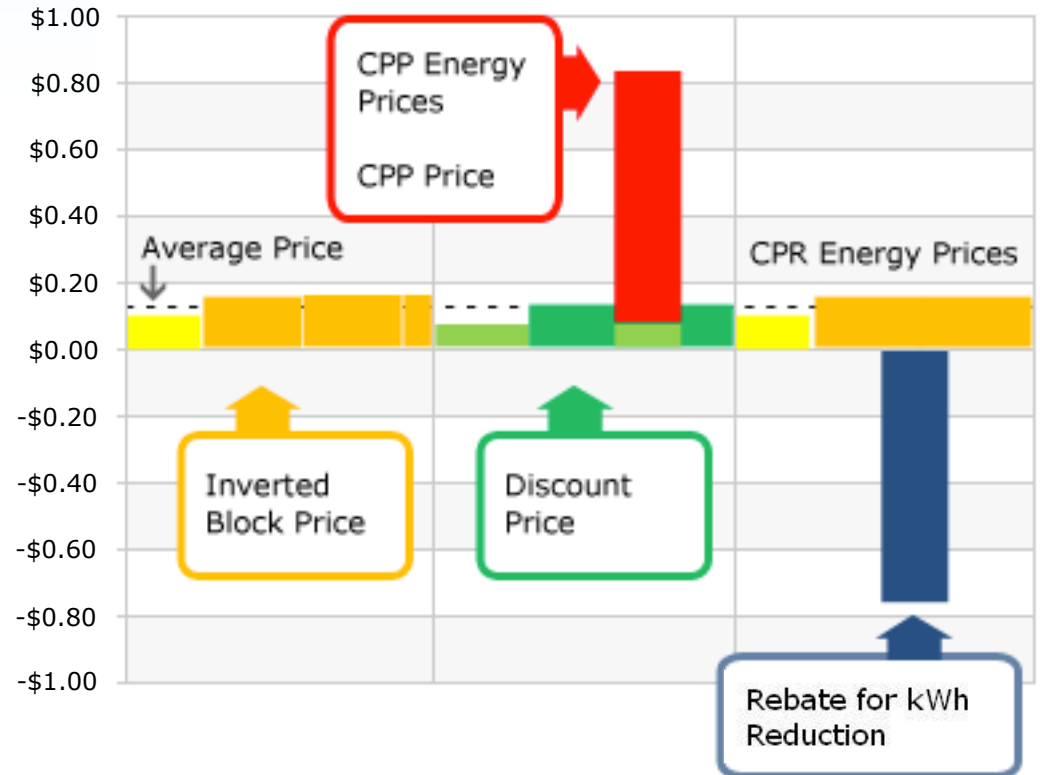 $1.00
$0.80
$0.60
$0.40
$0.20
$0.00
-$0.20
-$0.40
-$0.60
-$0.80
-$1.00
CPP Energy
Prices
CPP Price
Average Price
CPR Energy Prices
Inverted
Block Price
Discount
Price
Rebate for kWh
Reduction